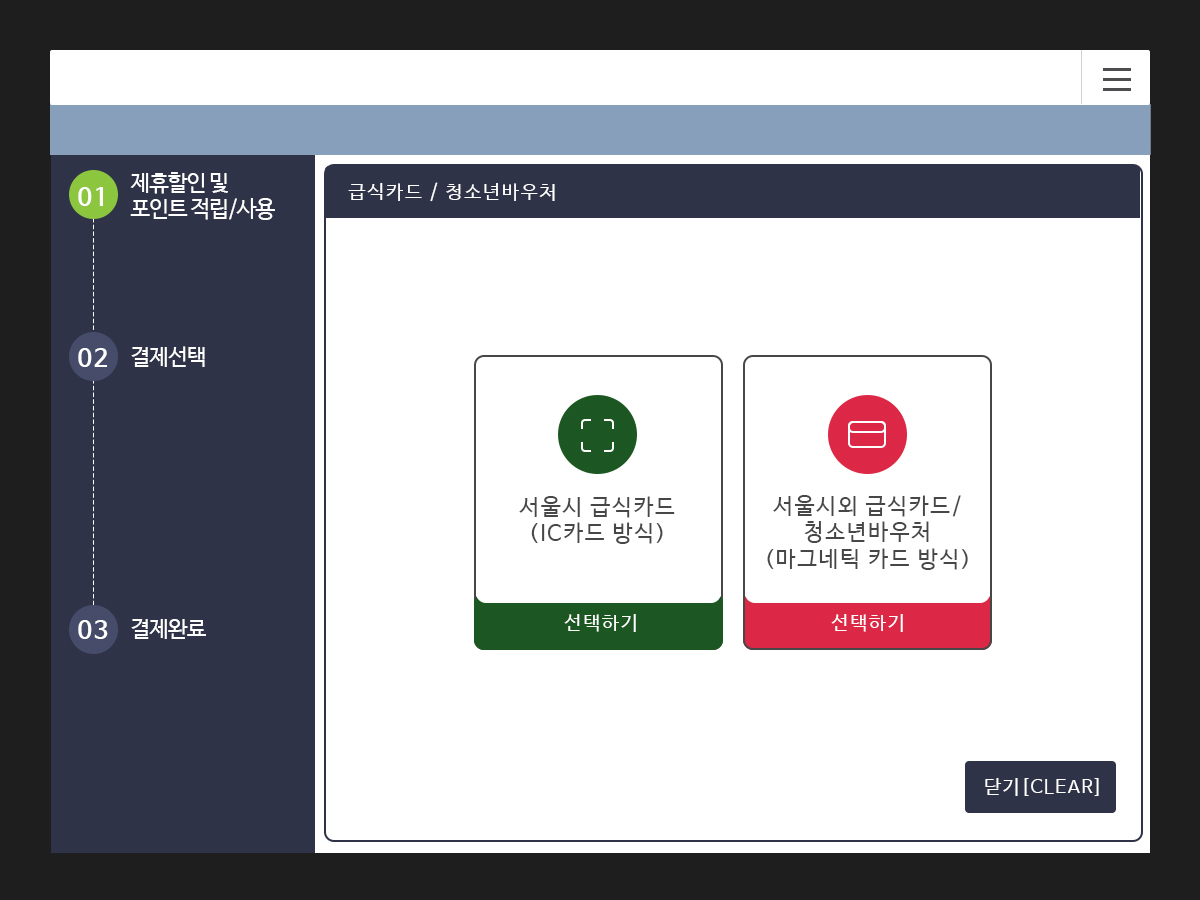 01
제휴할인 및
포인트 적립/사용
02
결제선택
03
결제완료
급식카드 / 청소년바우처
서울시 급식카드
(IC카드 방식)
선택하기
서울시외 급식카드/
청소년바우처
(마그네틱 카드 방식)
선택하기
닫기[CLEAR]